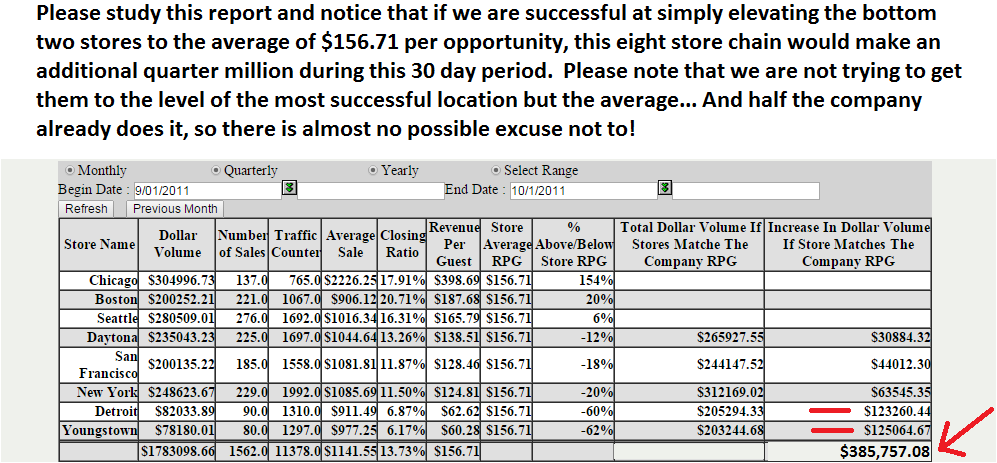 Please study this report and notice that if we are successful at simply elevating the bottom
two stores to the average of $156.71 per opportunity, this eight store chain would make an
additional quarter million during this 30 day period.  Please note that we are not trying to get
them to the level of the most successful location but the average... And half the company
already does it, so there is almost no possible excuse not to!
Monthly Quarterly Yearly Select Range
Begin Date : 9/01/2011 End Date : 10/1/2011
Refresh Previous Month
Store Name Dollar Volume Number of Sales Traffic Counter Average Sale Closing Ratio Revenue Per Guest Store Average RPG % Above/Below Store RPG Total Dollar Volume If Stores Matche The Company RPG Increase In Dollar Volume If Store Matches The Company RPG
Chicago $304996.73 137.0 765.0 $2226.25 17.91% $398.69 $156.71 154%
Boston $200252.21 221.0 1067.0 $906.12 20.71% $187.68 $156.71 20%
Seattle $280509.01 276.0 1692.0 $1016.34 16.31% $165.79 $156.71 6%
Daytona $235043.23 225.0 1697.0 $1044.64 13.26% $138.51 $156.71 -12% $265927.55 $30884.32
San Francisco $200135.22 185.0 1558.0 $1081.81 11.87% $128.46 $156.71 -18% $244147.52 $44012.30
New York $248623.67 229.0 1992.0 $1085.69 11.50% $124.81 $156.71 -20% $312169.02 $63545.35
Detroit $82033.89 90.0 1310.0 $911.49 6.87% $62.62 $156.71 -60% $205294.33 $123260.44
Youngstown $78180.01 80.0 1297.0 $977.25 6.17% $60.28 $156.71 -62% $203244.68 $125064.67
$1783098.66 1562.0 11378.0 $1141.55 13.73% $156.71 $385,757.08